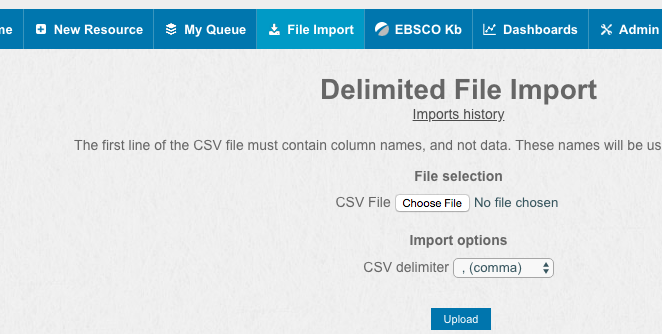 New Resource My Queue File Import EBSCO Kb Dashboards Admin
Delimited File Import
Imports history
The first line of the CSV file must contain column names, and not data. These names will be
File selection
CSV File Choose File No file chosen
Import options
CSV delimiter , (comma)
Upload